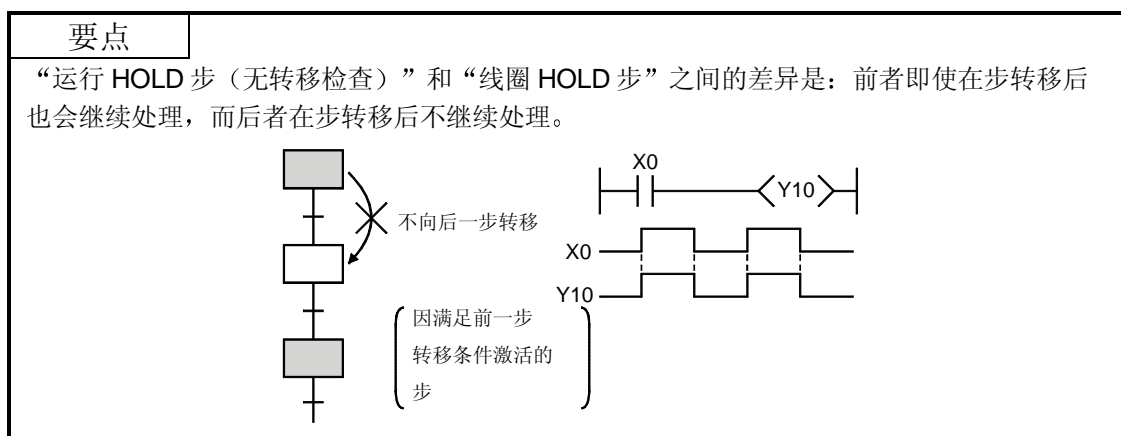 要点
“运行 HOLD 步（无转移检查）”和“线圈 HOLD 步”之间的差异是：前者即使在步转移后
也会继续处理，而后者在步转移后不继续处理。
X0
Y10
不向后一步转移
X0
Y10
因满足前一步
转移条件激活的
步